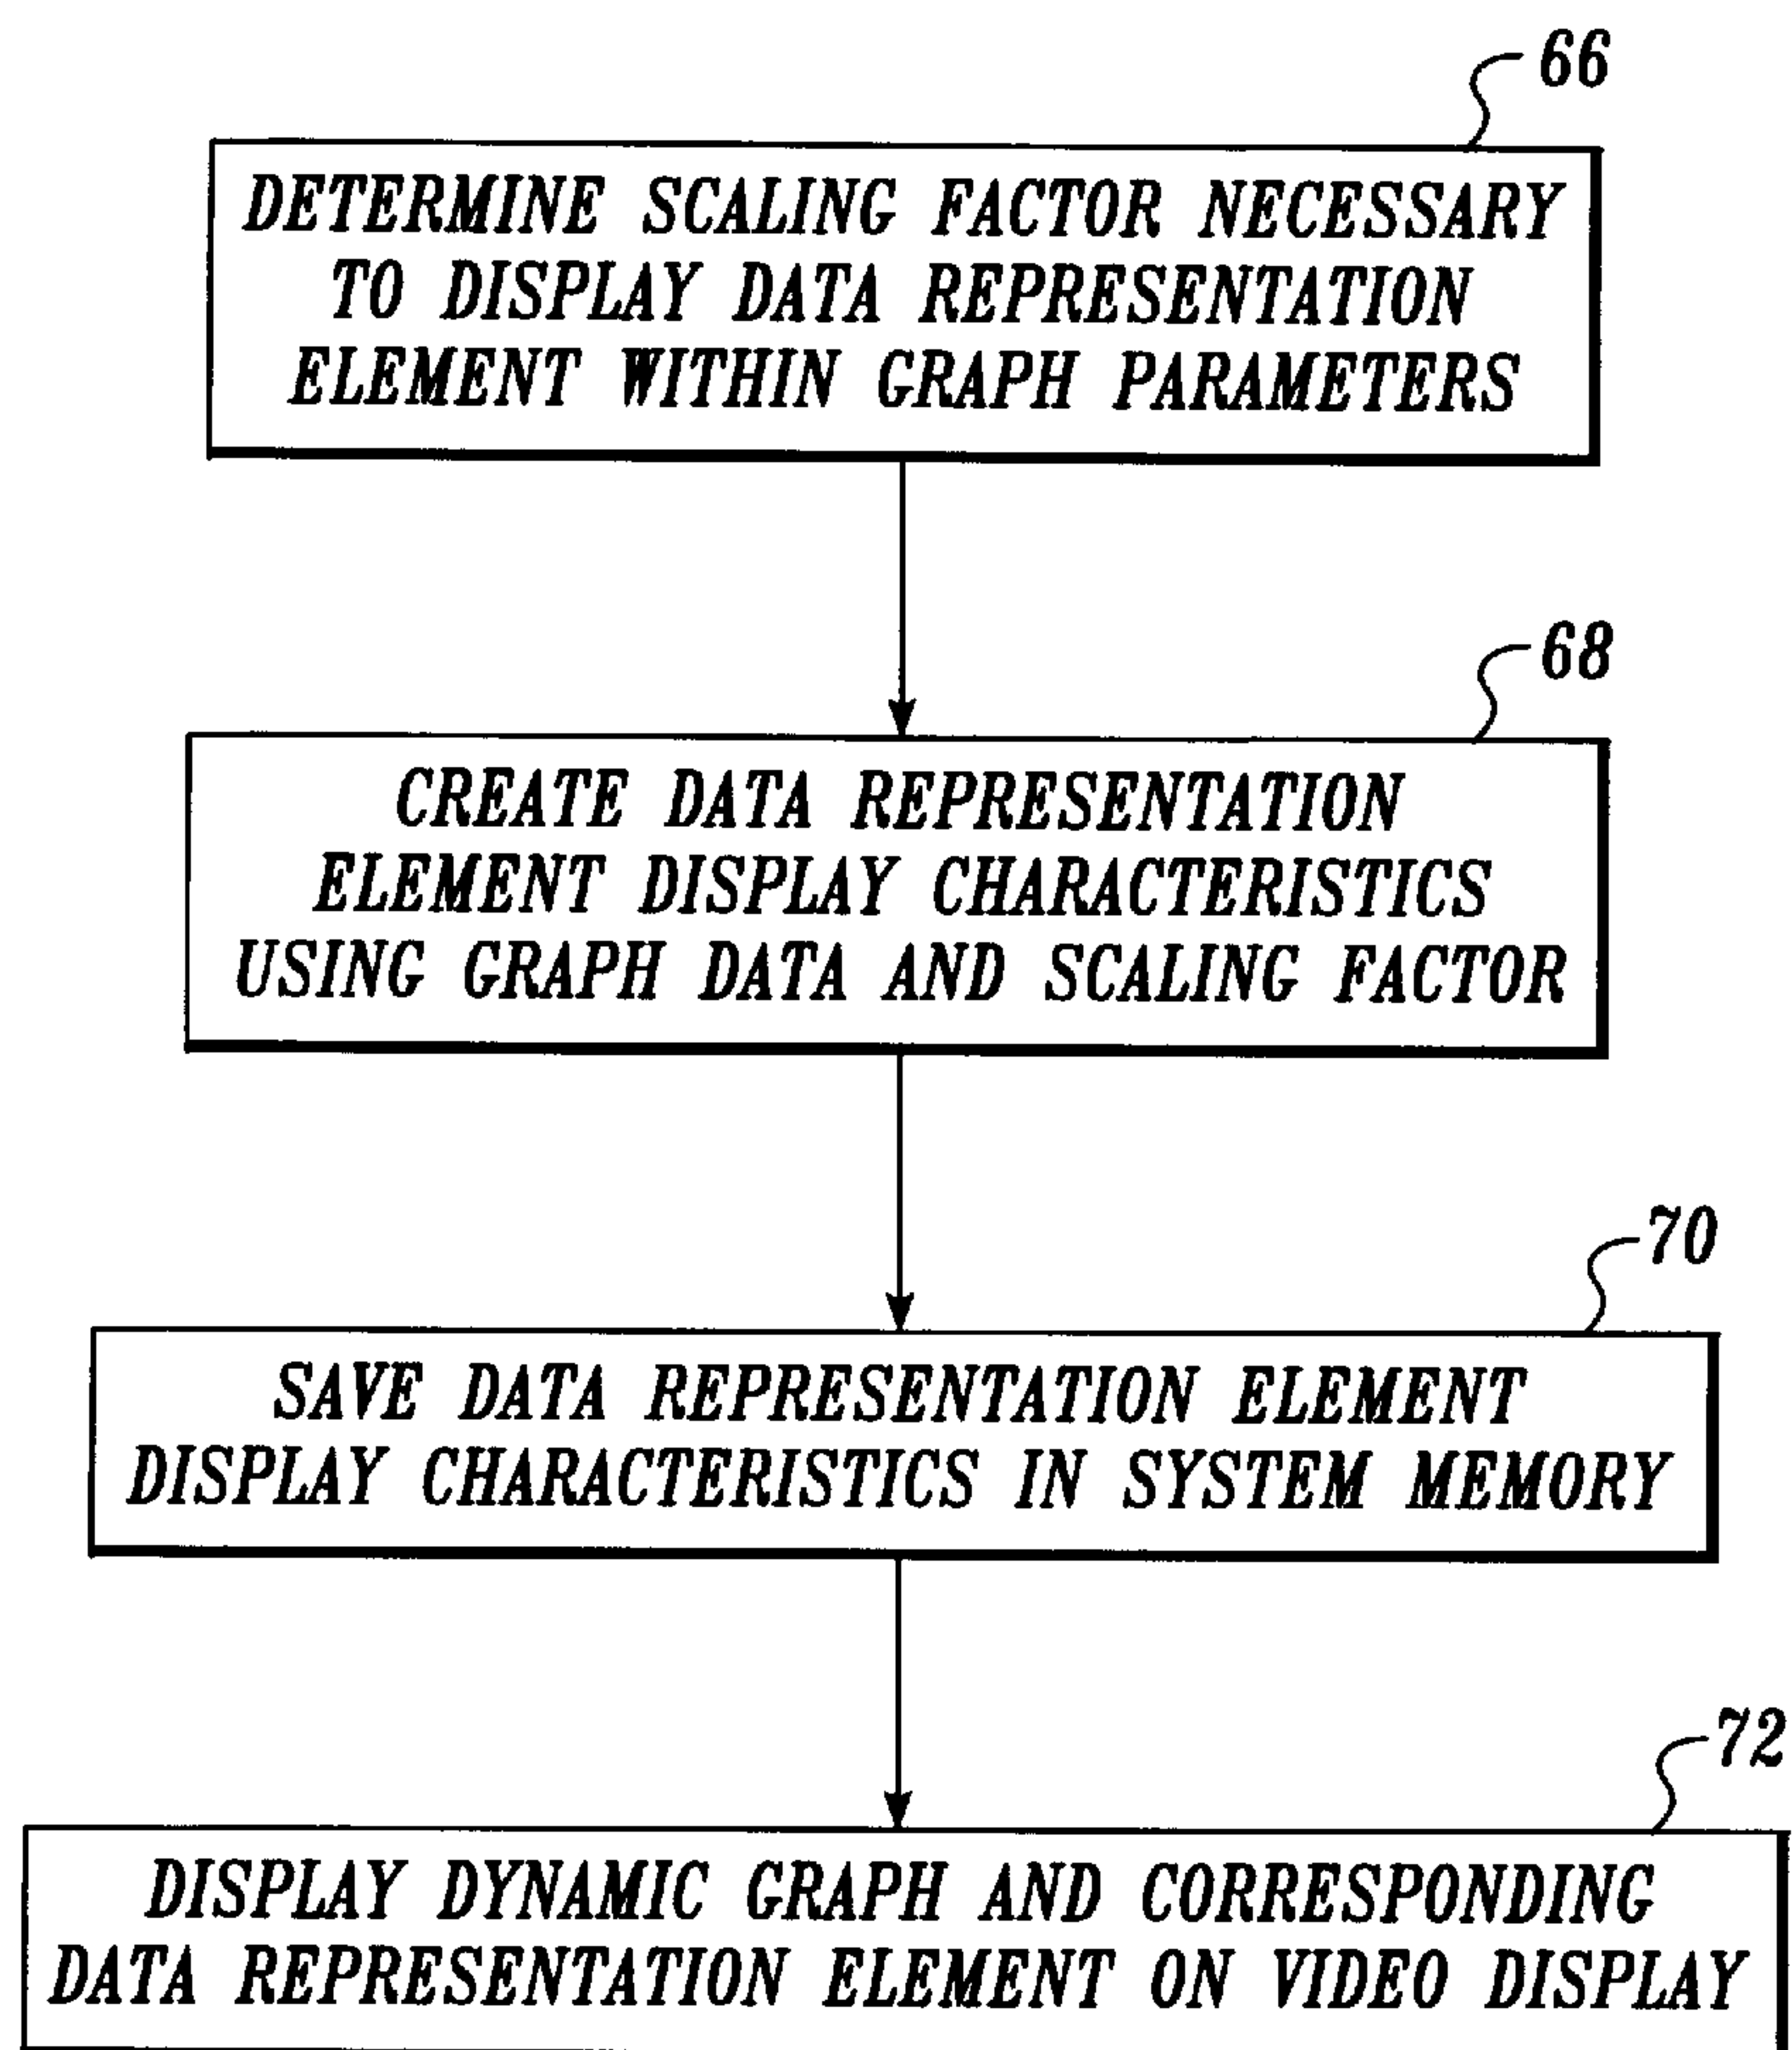 66
DETERMINE SCALING FACTOR NECESSARY
TO DISPLAY DATA REPRESENTATION
ELEMENT WITHIN GRAPH PARAMETERS
68
CREATE DATA REPRESENTATION
ELEMENT DISPLAY CHARACTERISTICS
USING GRAPH DATA AND SCALING FACTOR
70
SAVE DATA REPRESENTATION ELEMENT
DISPLAY CHARACTERISTICS IN SYSTEM MEMORY
72
DISPLAY DYNAMIC GRAPH AND CORRESPONDING
DATA REPRESENTATION ELEMENT ON VIDEO DISPLAY